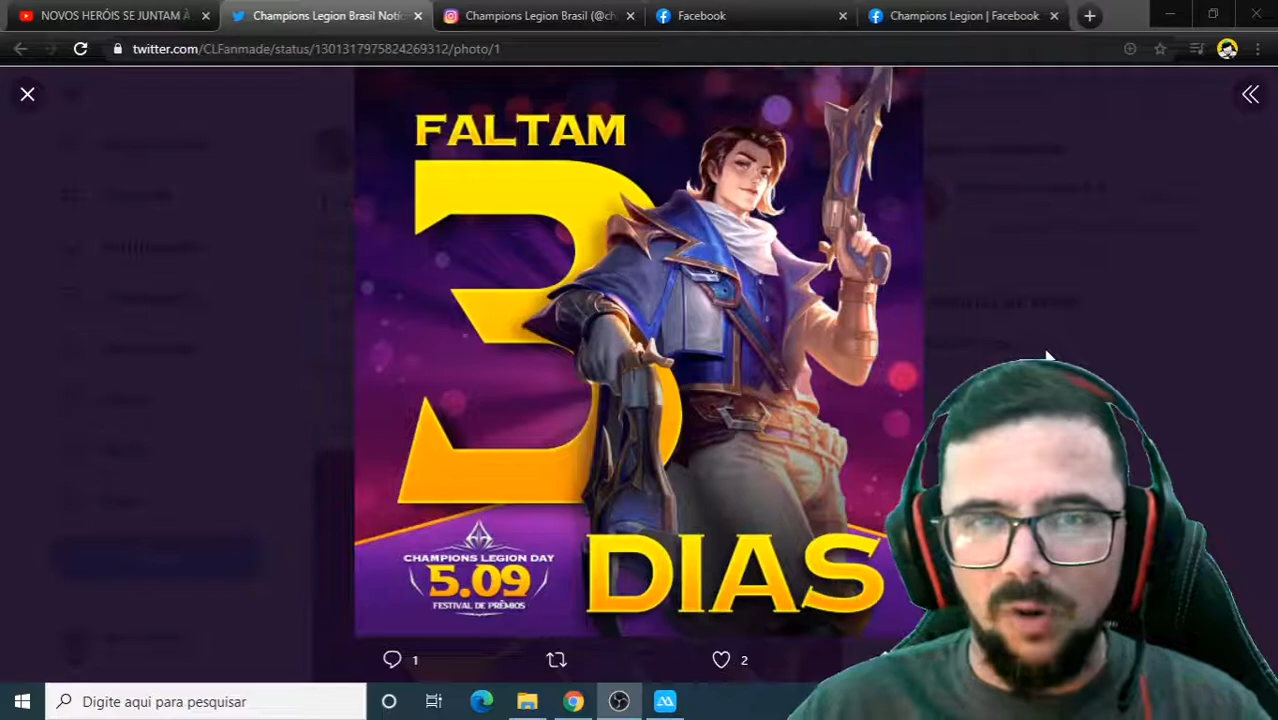 NOVOS HERÓIS SE JUNTAM À
Champions Legion Brasil Notíc
Champions Legion Brasil (@ch
Facebook
Champions Legion | Facebook
twitter.com/CLFanmade/status/1301317975824269312/photo/1
FALTAM
3
DIAS
CHAMPIONS LEGION DAY
5.09
FESTIVAL DE PRÊMIOS
1
2
Digite aqui para pesquisar